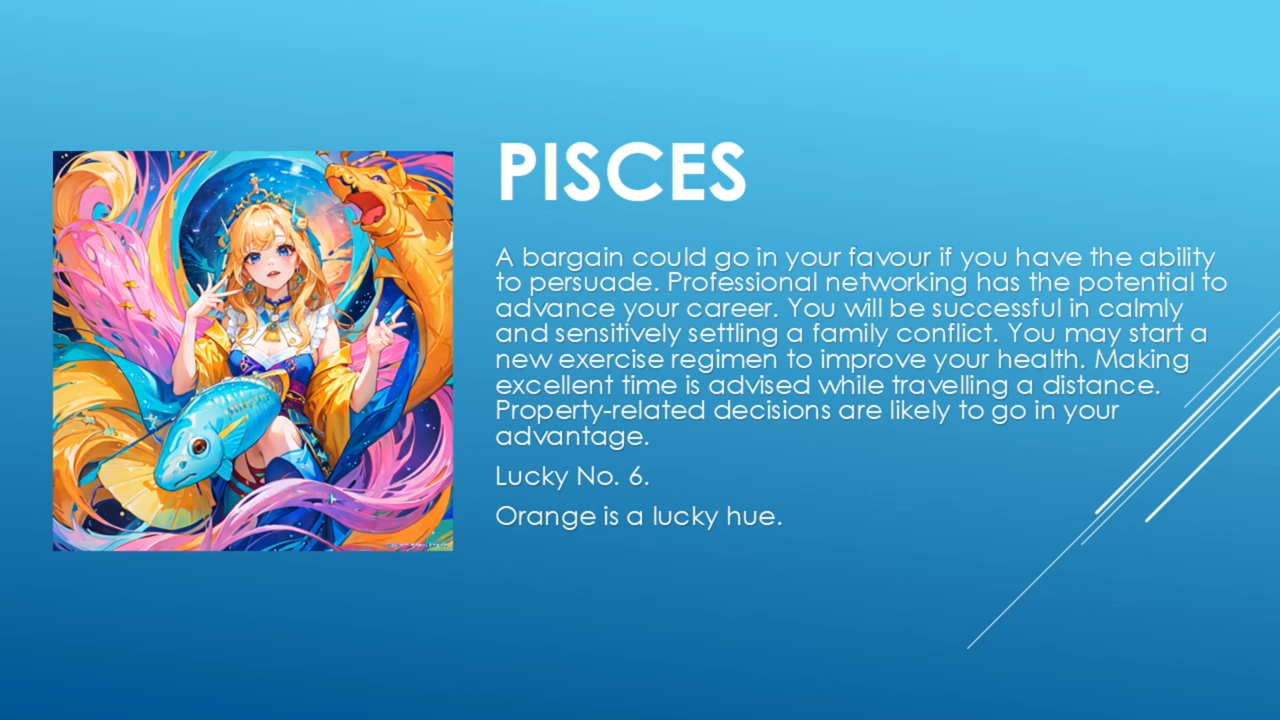 PISCES
A bargain could go in your favour if you have the ability
to persuade. Professional networking has the potential to
advance your career. You will be successful in calmly
and sensitively settling a family conflict. You may start a
new exercise regimen to improve your health. Making
excellent time is advised while travelling a distance.
Property-related decisions are likely to go in your
advantage.
Lucky No. 6.
Orange is a lucky hue.